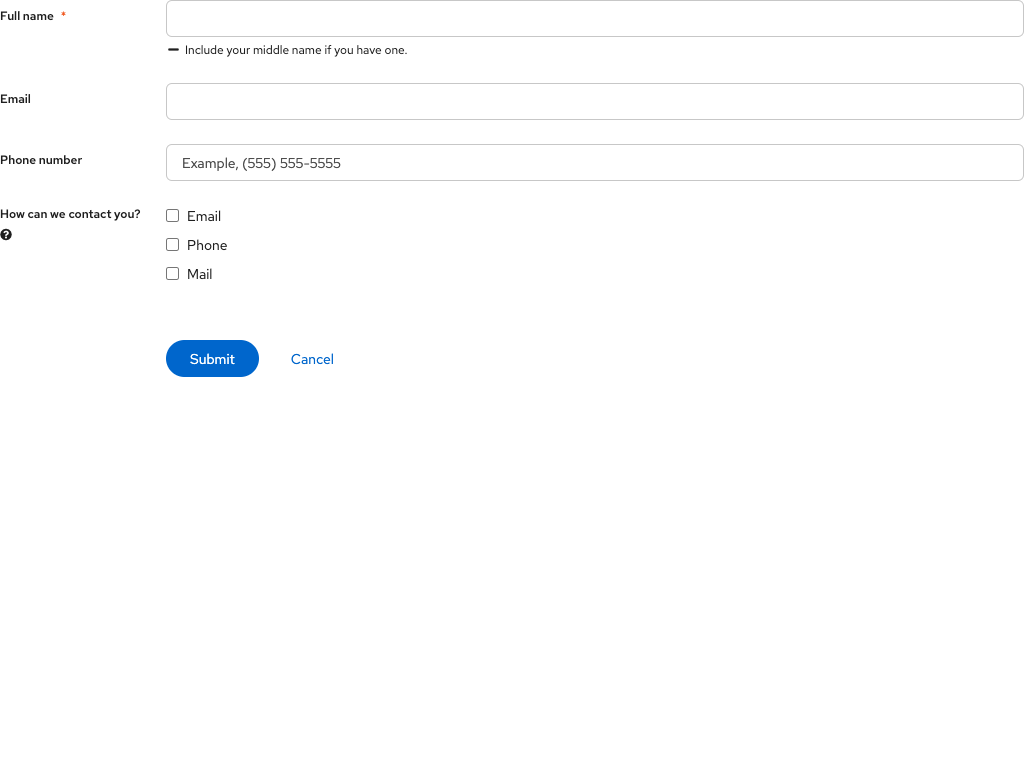 Full name *
Include your middle name if you have one.
Email
Phone number
Example, (555) 555-5555
How can we contact you?
Email
Phone
Mail
Submit
Cancel